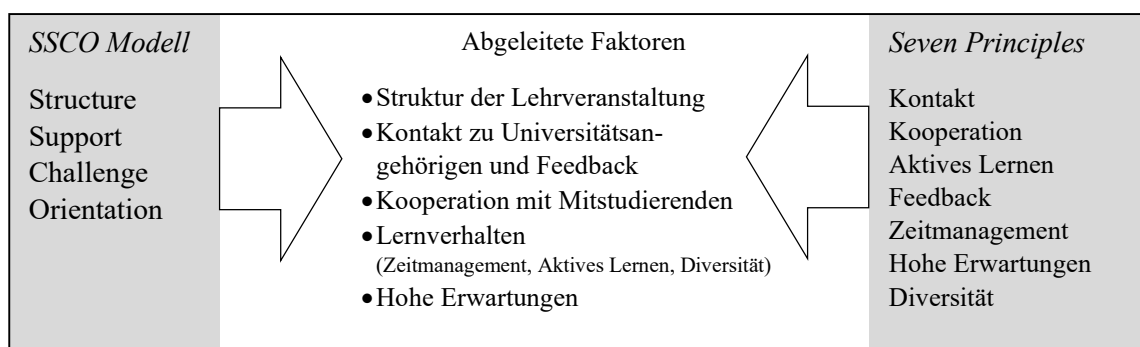 SSCO Modell
Structure
Support
Challenge
Orientation
Abgeleitete Faktoren
•Struktur der Lehrveranstaltung
•Kontakt zu Universitätsan-
gehörigen und Feedback
•Kooperation mit Mitstudierenden
•Lernverhalten
(Zeitmanagement, Aktives Lernen, Diversität)
•Hohe Erwartungen
Seven Principles
Kontakt
Kooperation
Aktives Lernen
Feedback
Zeitmanagement
Hohe Erwartungen
Diversität